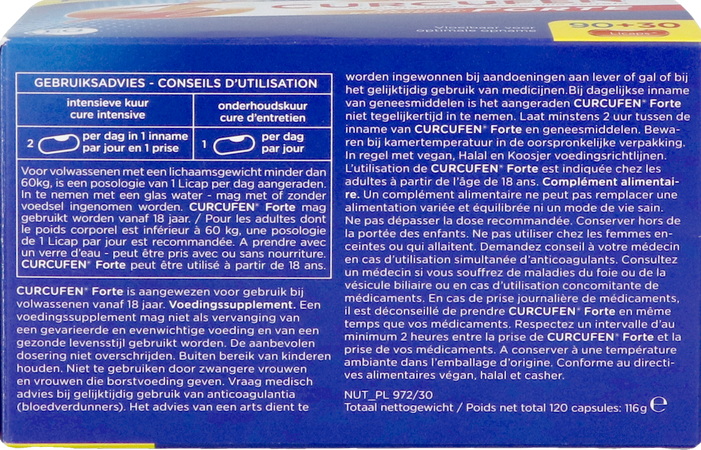 CURCUFEN
FORTE
Vloeibaar voor
optimale opname
90+30
Licaps
GEBRUIKSADVIES - CONSEILS D'UTILISATION
intensieve kuur
cure intensive
onderhoudskuur
cure d'entretien
2 per dag in 1 inname
par jour en 1 prise
1 per dag
par jour
Voor volwassenen met een lichaamsgewicht minder dan
60kg, is een posologie van 1 Licap per dag aangeraden.
In te nemen met een glas water - mag met of zonder
voedsel ingenomen worden. CURCUFEN® Forte mag
gebruikt worden vanaf 18 jaar. / Pour les adultes dont
le poids corporel est inférieur à 60 kg, une posologie
de 1 Licap par jour est recommandée. A prendre avec
un verre d'eau - peut être pris avec ou sans nourriture.
CURCUFEN® Forte peut être utilisé à partir de 18 ans.
CURCUFEN® Forte is aangewezen voor gebruik bij
volwassenen vanaf 18 jaar. Voedingssupplement. Een
voedingssupplement mag niet als vervanging van
een gevarieerde en evenwichtige voeding en van een
gezonde levensstijl gebruikt worden. De aanbevolen
dosering niet overschrijden. Buiten bereik van kinderen
houden. Niet te gebruiken door zwangere vrouwen
en vrouwen die borstvoeding geven. Vraag medisch
advies bij gelijktijdig gebruik van anticoagulantia
(bloedverdunners). Het advies van een arts dient te
worden ingewonnen bij aandoeningen aan lever of gal of bij
het gelijktijdig gebruik van medicijnen.Bij dagelijkse inname
van geneesmiddelen is het aangeraden CURCUFEN® Forte
niet tegelijkertijd in te nemen. Laat minstens 2 uur tussen de
inname van CURCUFEN® Forte en geneesmiddelen. Bewa-
ren bij kamertemperatuur in de oorspronkelijke verpakking.
In regel met vegan, Halal en Koosjer voedingsrichtlijnen.
L'utilisation de CURCUFEN® Forte est indiquée chez les
adultes à partir de l'âge de 18 ans. Complément alimentai-
re. Un complément alimentaire ne peut pas remplacer une
alimentation variée et équilibrée ni un mode de vie sain.
Ne pas dépasser la dose recommandée. Conserver hors de
la portée des enfants. Ne pas utiliser chez les femmes en-
ceintes ou qui allaitent. Demandez conseil à votre médecin
en cas d'utilisation simultanée d'anticoagulants. Consultez
un médecin si vous souffrez de maladies du foie ou de la
vésicule biliaire ou en cas d'utilisation concomitante de
médicaments. En cas de prise journalière de médicaments,
il est déconseillé de prendre CURCUFEN® Forte en même
temps que vos médicaments. Respectez un intervalle d'au
minimum 2 heures entre la prise de CURCUFEN® Forte et la
prise de vos médicaments. A conserver à une température
ambiante dans l'emballage d'origine. Conforme au directi-
ves alimentaires végan, halal et casher.
NUT_PL 972/30
Totaal nettogewicht / Poids net total 120 capsules: 116g ℮